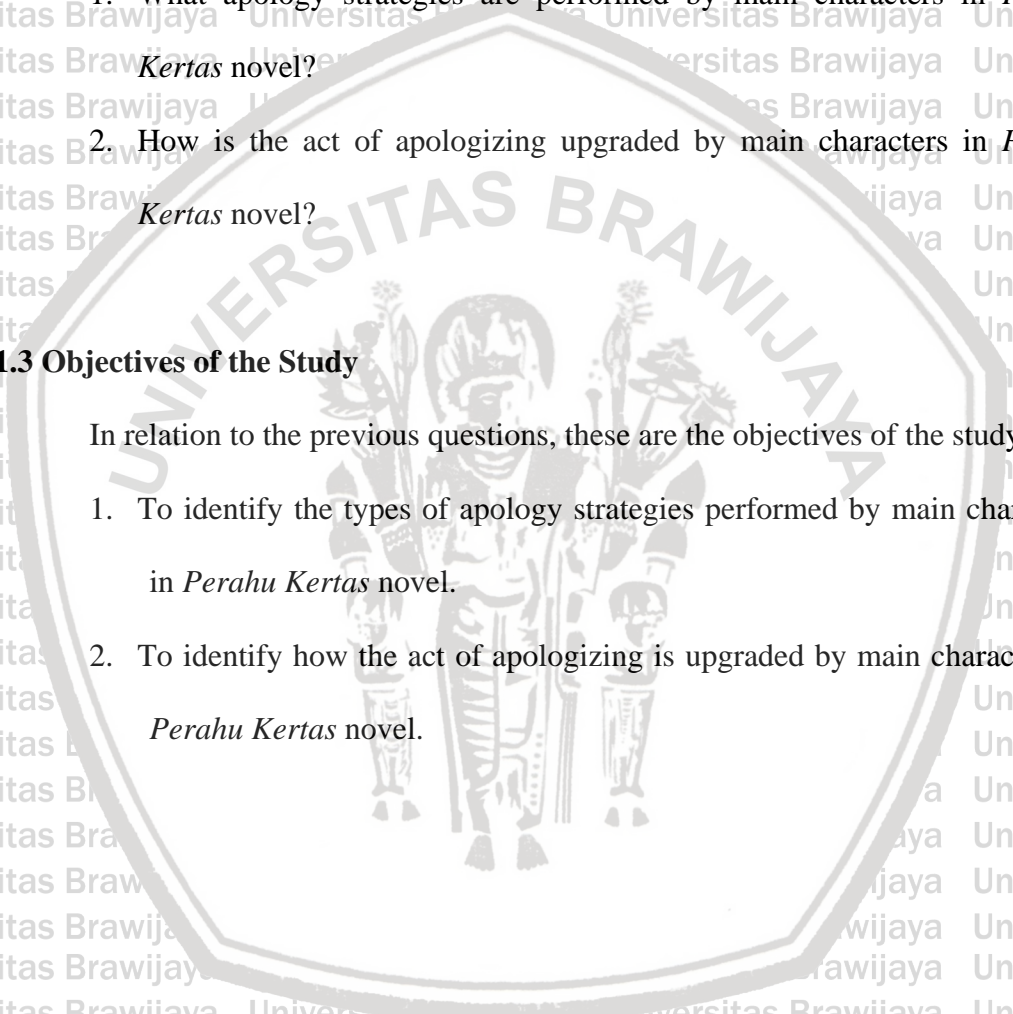 1. What apology strategies are performed by main characters in
Kertas novel?
2. How is the act of apologizing upgraded by main characters in
Kertas novel?
UNIVERSITAS BRAWIJAYA
1.3 Objectives of the Study
In relation to the previous questions, these are the objectives of the study
1. To identify the types of apology strategies performed by main
in Perahu Kertas novel.
2. To identify how the act of apologizing is upgraded by main
Perahu Kertas novel.